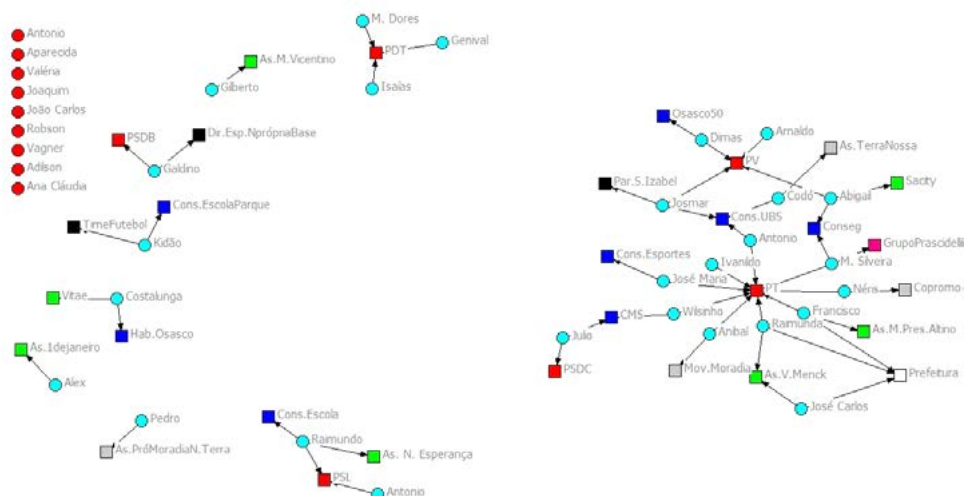 Antonio
Aparecida
Valéria
Joaquim
João Carlos
Robson
Vagner
Adilson
Ana Cláudia
M. Dores
PDT
Genival
Isaías
As.M.Vicentino
Gilberto
PSDB
Dr.Esp.NprópriaBase
Galdino
Cons.EscolaParque
TimeFutebol
Kidão
Vitae
Costalunga
Hab.Osasco
As.1dejaneiro
Alex
Pedro
As.PróMoradiaN.Terra
Cons.Escola
Raimundo
As. N. Esperança
PSL
Antonio
Osasco50
Dimas
Arnaldo
As.TerraNossa
PV
Par.S.Izabel
Sacity
Josmar
Codó
Abigail
Cons.UBS
Conseg
Antonio
GrupoPrascidelli
Cons.Esportes
Ivanildo
M. Silveira
José Maria
PT
Néria
Copromo
CMS
Wilsinho
Francisco
Julio
Anibal
Raimunda
As.M.Pres.Altino
PSDC
Mov.Moradia
As.V.Menck
Prefeitura
José Carlos